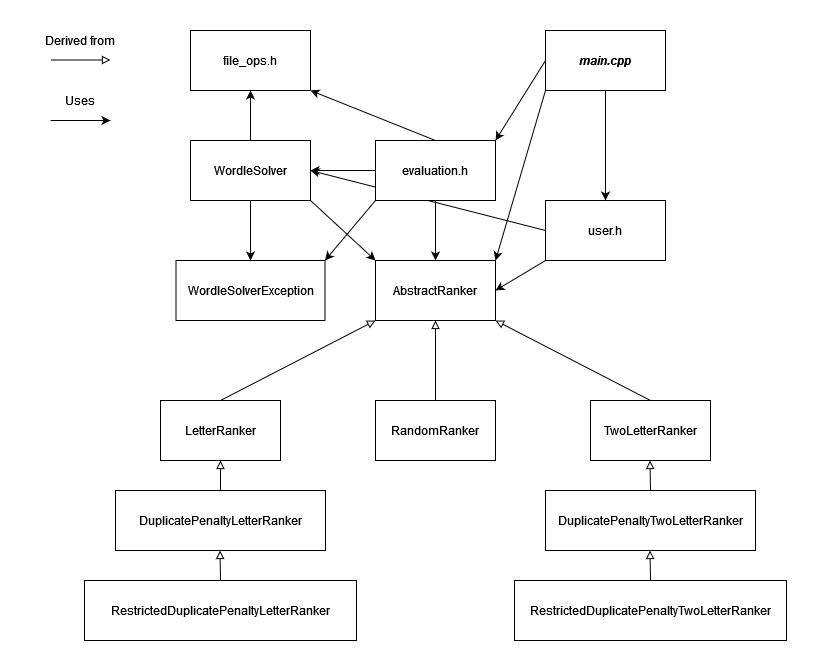 Derived from
Uses
file_ops.h
main.cpp
WordleSolver
evaluation.h
user.h
WordleSolverException
AbstractRanker
LetterRanker
RandomRanker
TwoLetterRanker
DuplicatePenaltyLetterRanker
DuplicatePenaltyTwoLetterRanker
RestrictedDuplicatePenaltyLetterRanker
RestrictedDuplicatePenaltyTwoLetterRanker